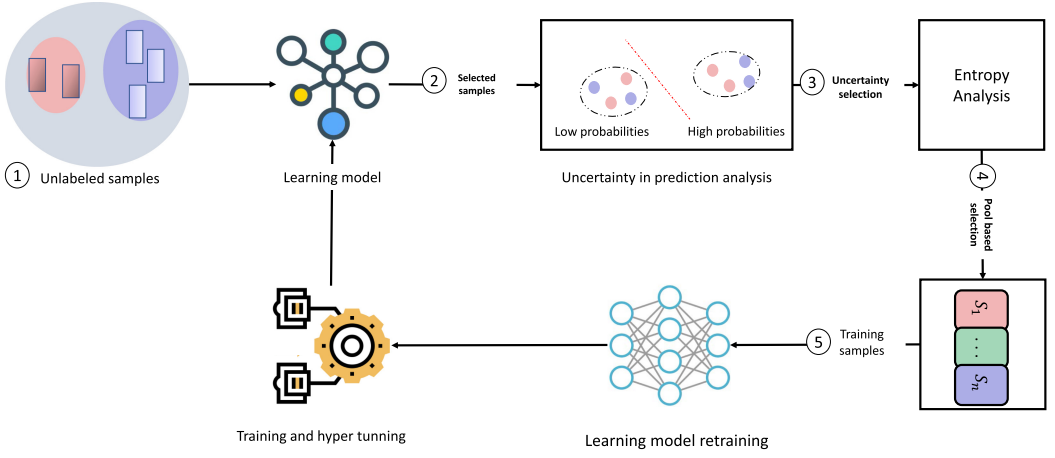 1
Unlabeled samples
Learning model
2
Selected
samples
Low probabilities
High probabilities
Uncertainty in prediction analysis
3
Uncertainty
selection
Entropy
Analysis
4
Pool based
selection
S1
...
Sn
5
Training
samples
Learning model retraining
Training and hyper tunning